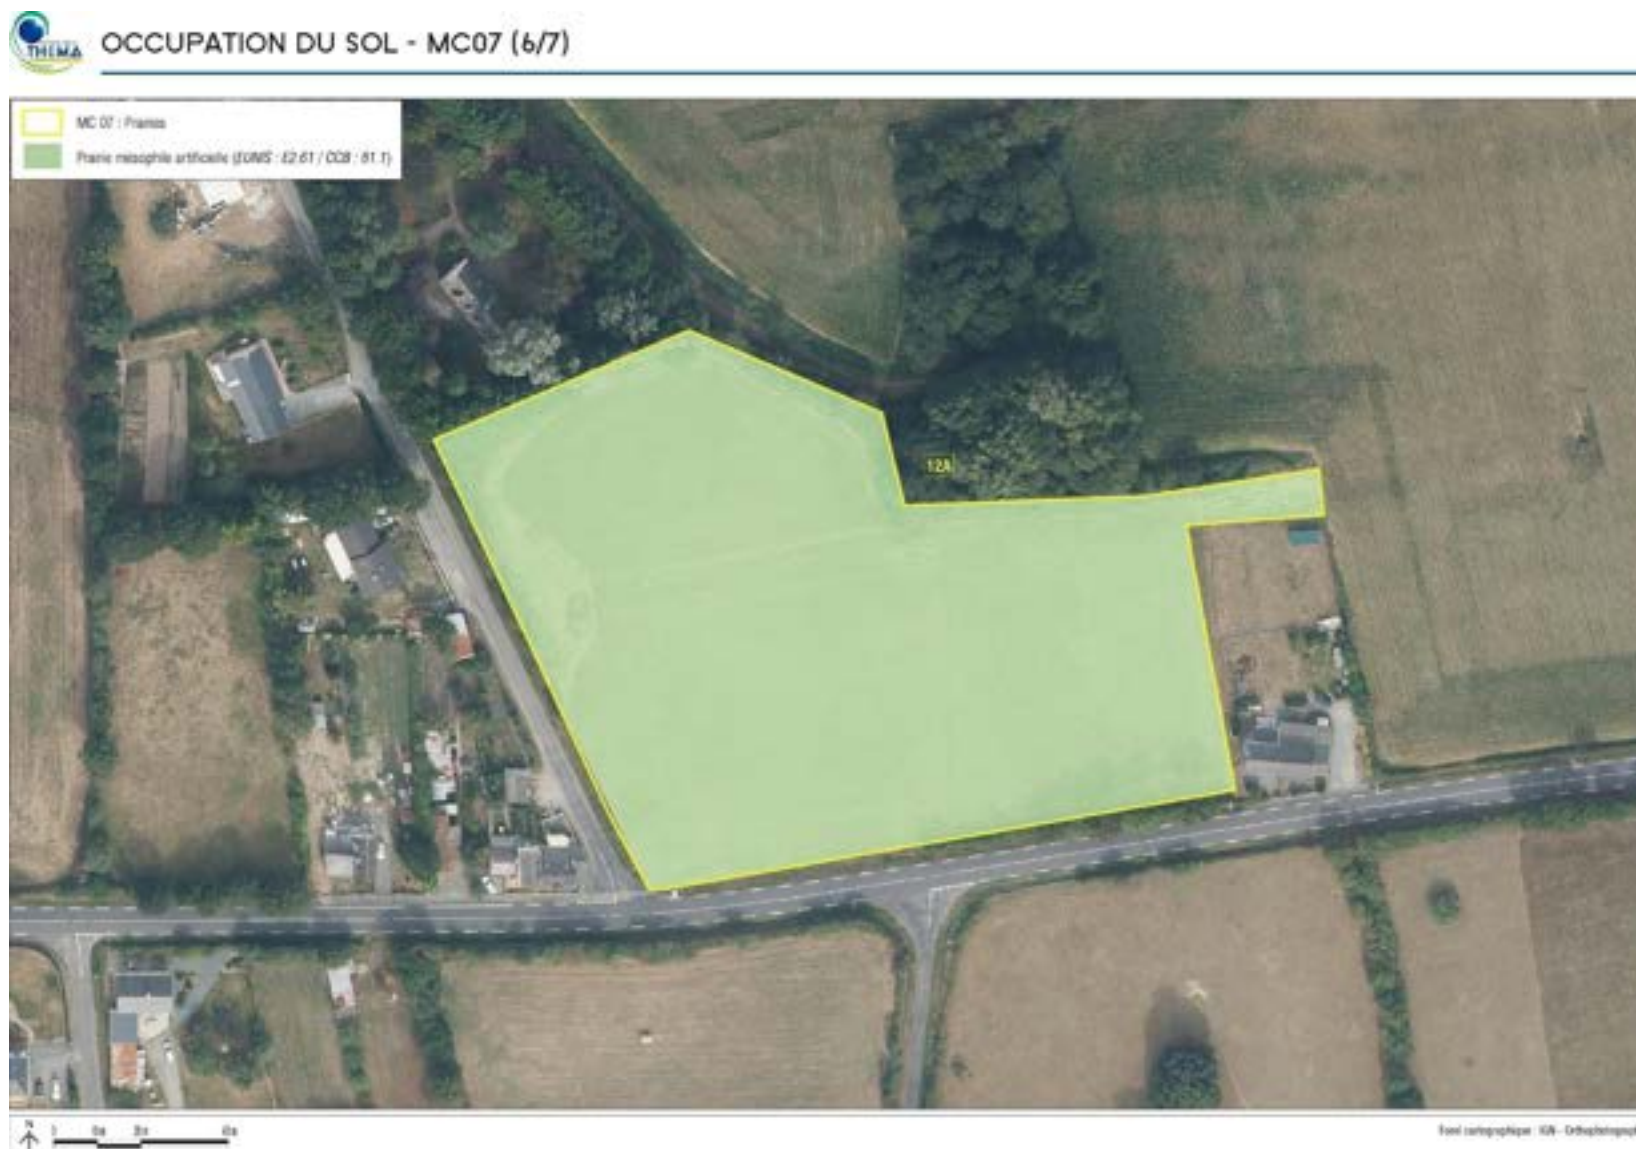 THEMA
OCCUPATION DU SOL - MC07 (6/7)
MC 07 : Prairies
Prairie mésophile artificielle (EUNIS : E2.61 / CCB : 81.1)
12A
N
Fond cartographique : IGN - Orthophotographie